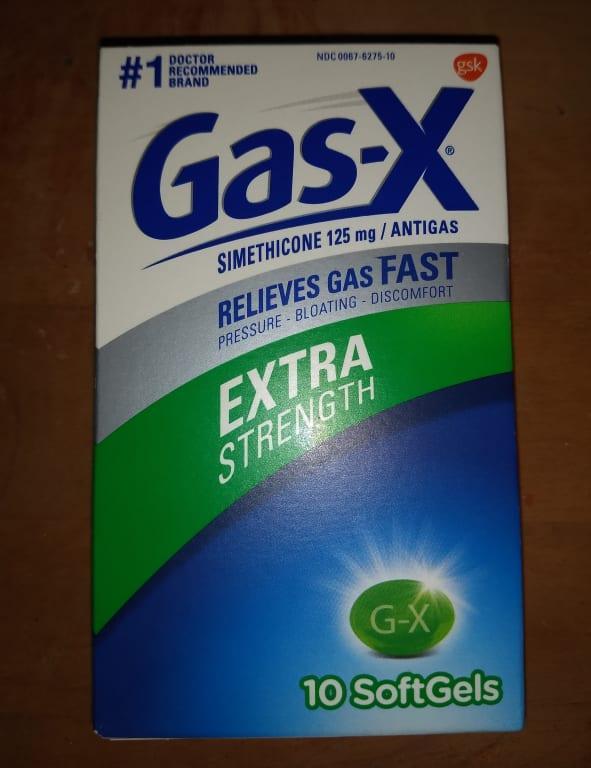 #1 DOCTOR
RECOMMENDED
BRAND
NDC 0067-6275-10
gsk
Gas-X®
SIMETHICONE 125 mg / ANTIGAS
RELIEVES GAS FAST
PRESSURE - BLOATING - DISCOMFORT
EXTRA
STRENGTH
G-X
10 SoftGels